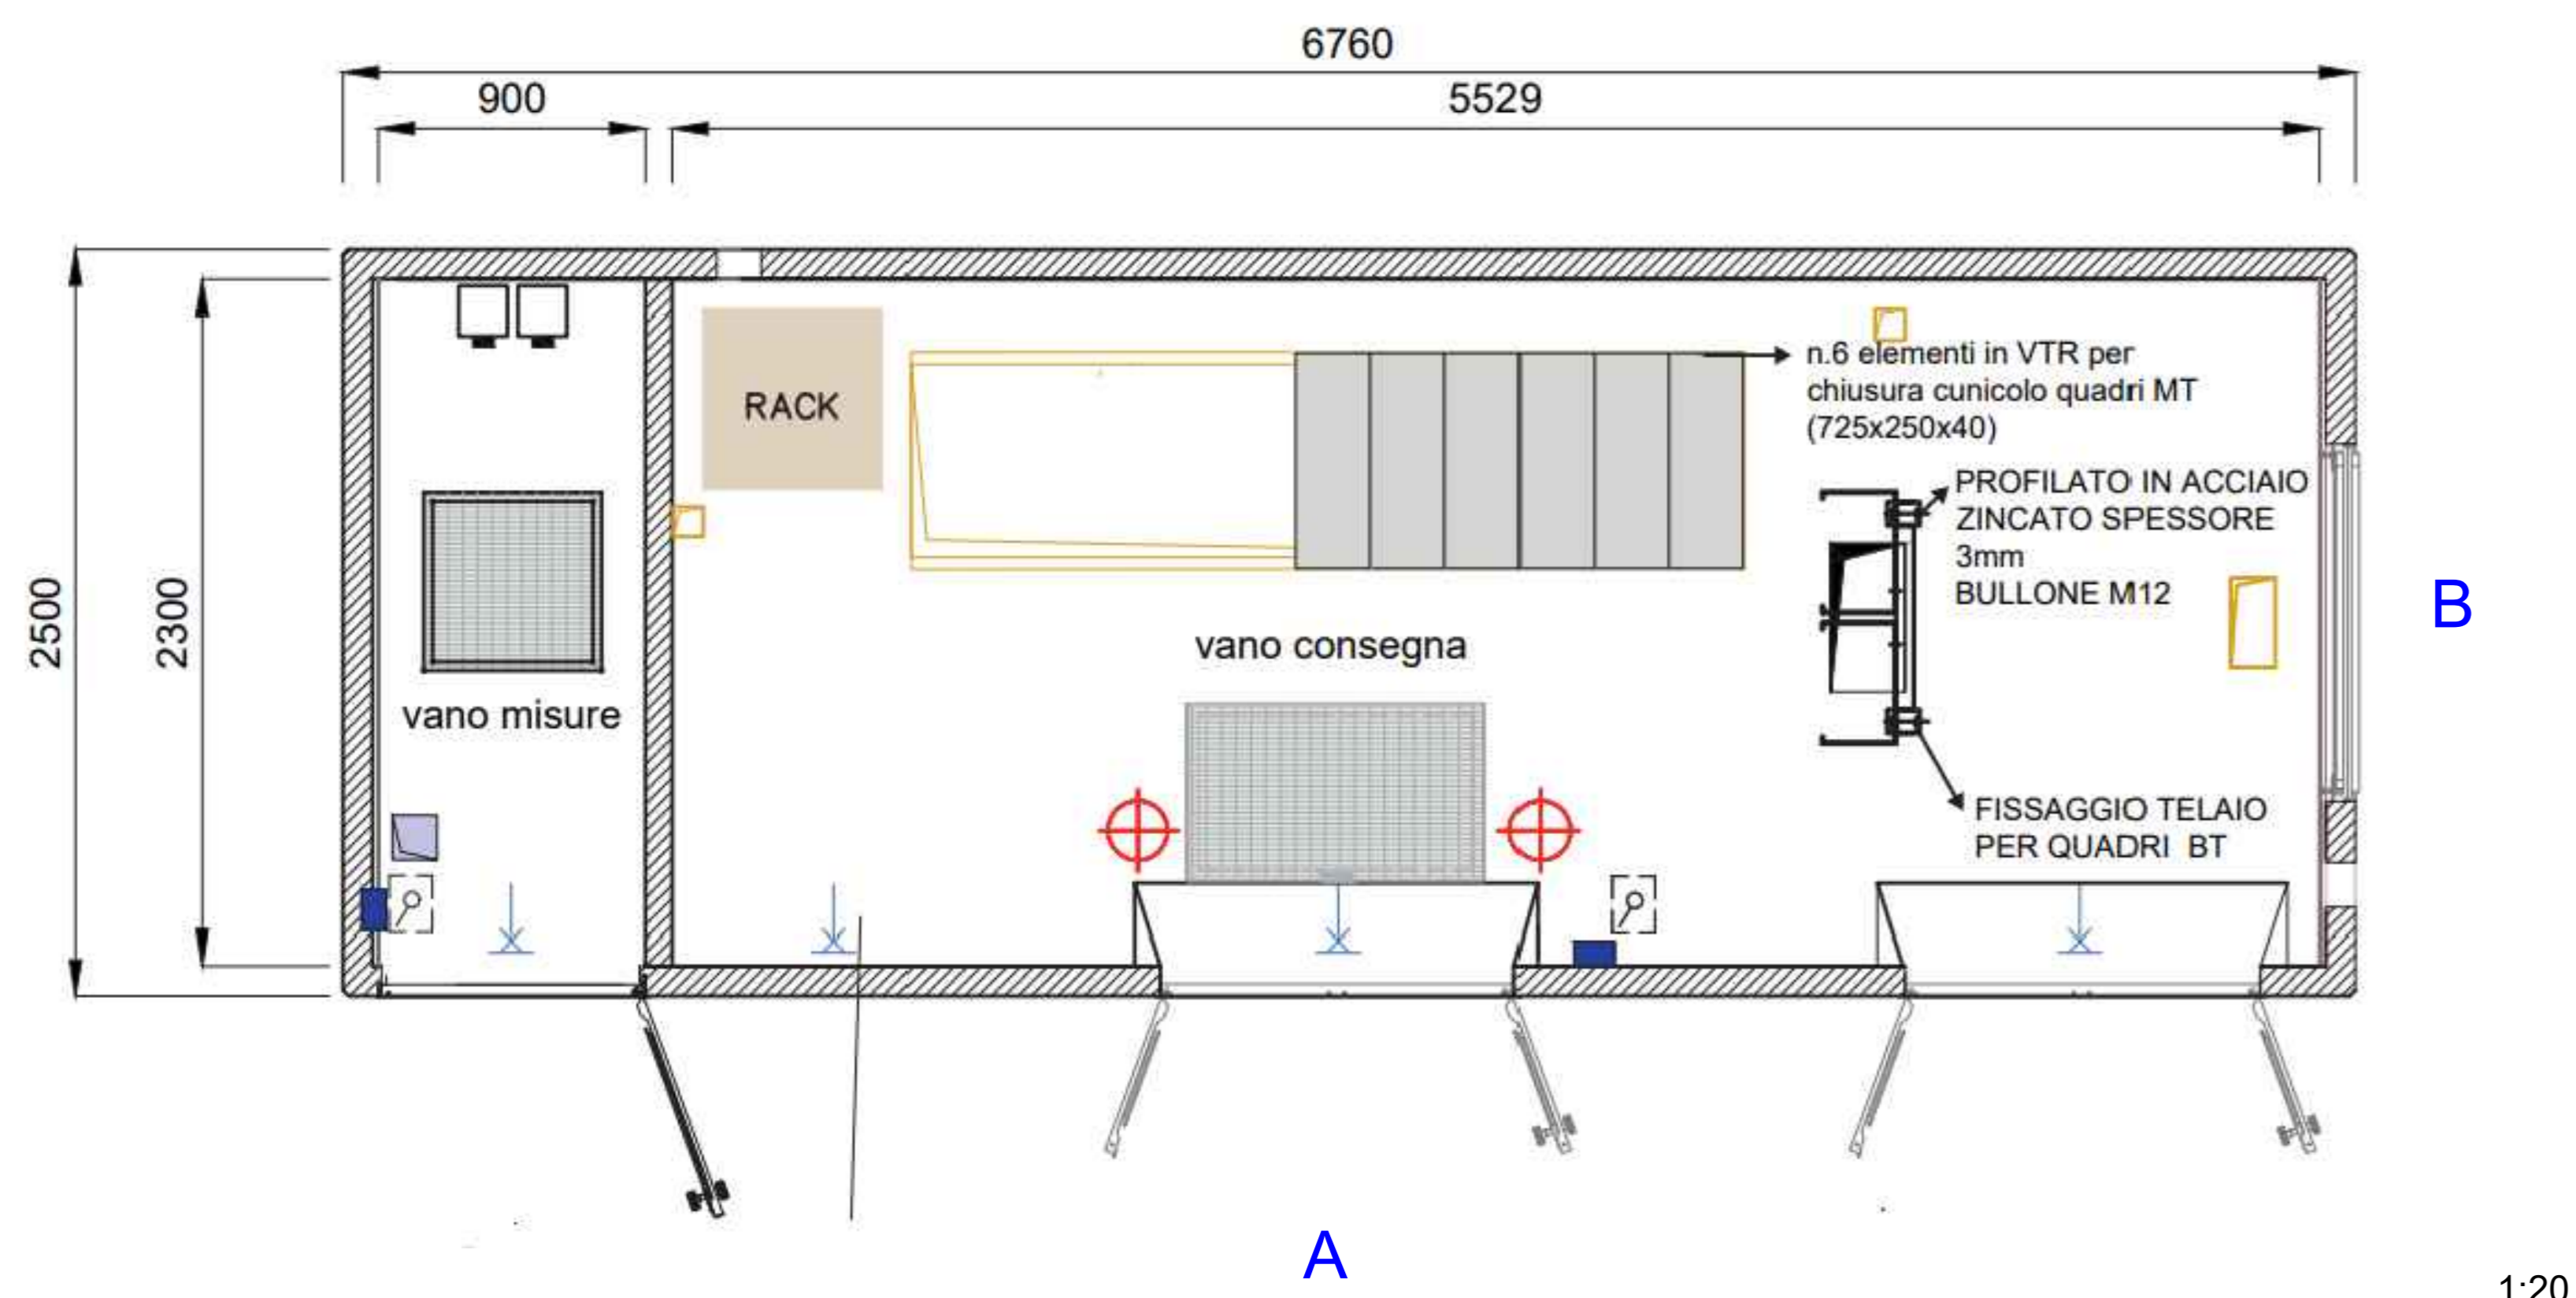 6760
900
5529
2500
2300
RACK
n.6 elementi in VTR per
chiusura cunicolo quadri MT
(725x250x40)
PROFILATO IN ACCIAIO
ZINCATO SPESSORE
3mm
BULLONE M12
B
vano consegna
vano misure
FISSAGGIO TELAIO
PER QUADRI BT
A
1:20